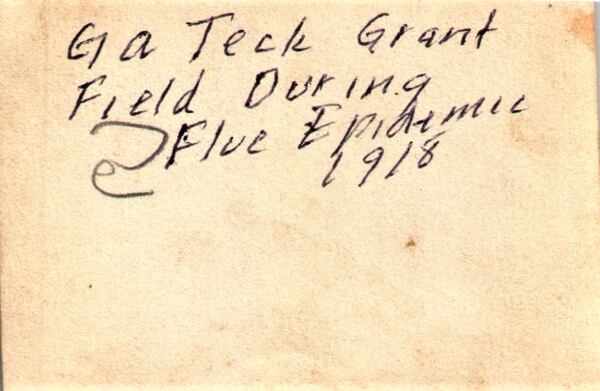 Ga Teck Grant
Field During
Flue Epidemic
1918